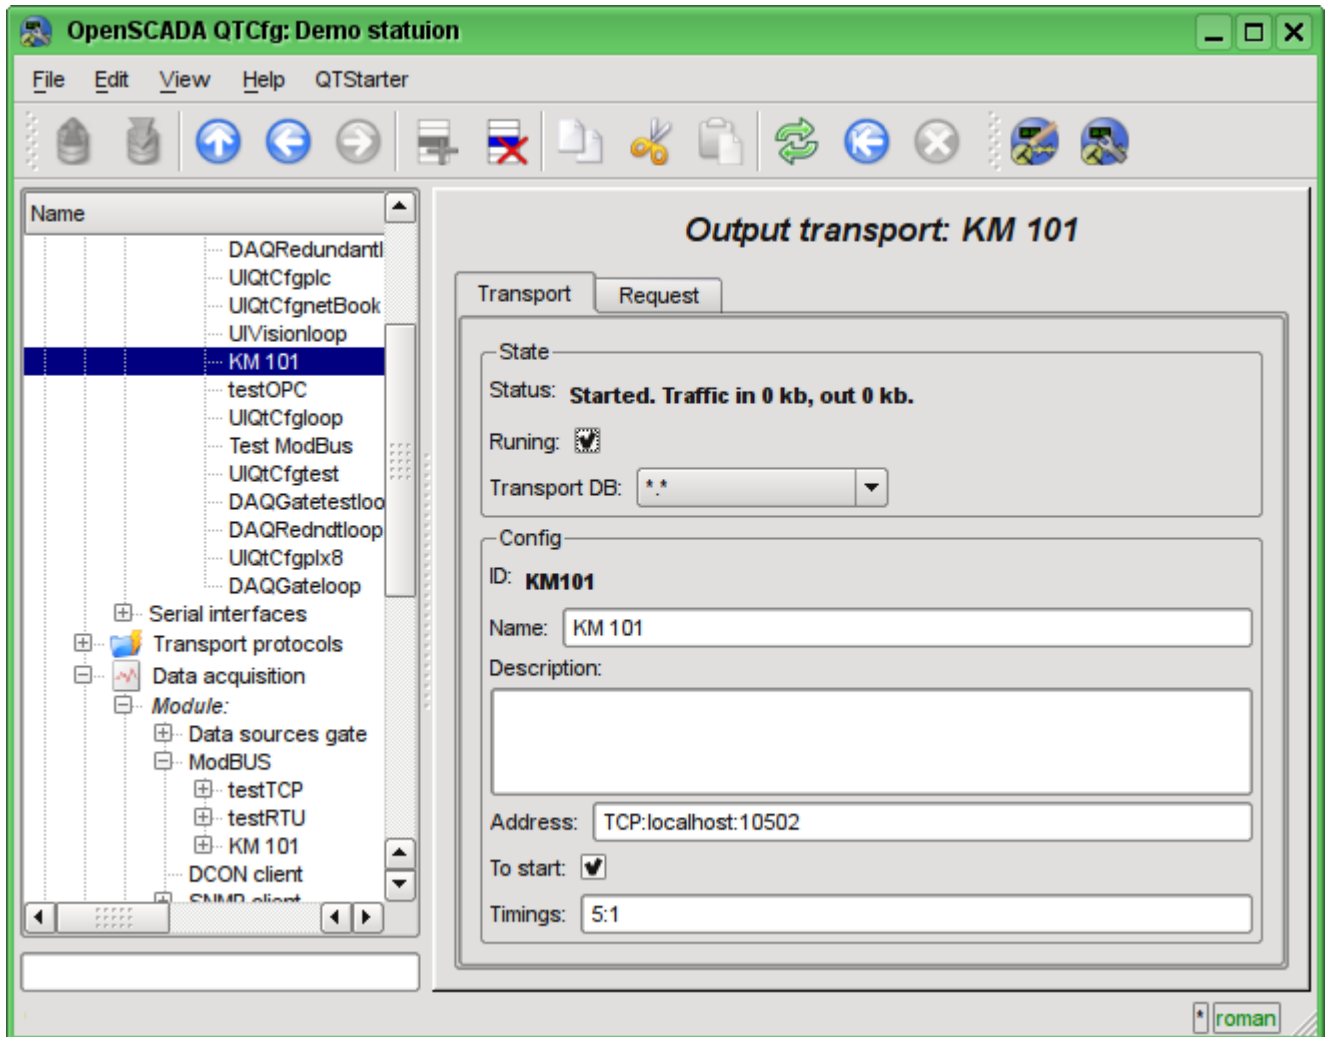 OpenSCADA QTCfg: Demo statuion
File Edit View Help QTStarter
Name
DAQRedundantl
UIQtCfgplc
UIQtCfgnetBook
UIVisionloop
KM 101
testOPC
UIQtCfgloop
Test ModBus
UIQtCfgtest
DAQGatetestloo
DAQRedndtloop
UIQtCfgplx8
DAQGateloop
Serial interfaces
Transport protocols
Data acquisition
Module:
Data sources gate
ModBUS
testTCP
testRTU
KM 101
DCON client
SNMP client
Output transport: KM 101
Transport Request
State
Status: Started. Traffic in 0 kb, out 0 kb.
Runing:
Transport DB: *.*
Config
ID: KM101
Name: KM 101
Description:
Address: TCP:localhost:10502
To start:
Timings: 5:1
* roman